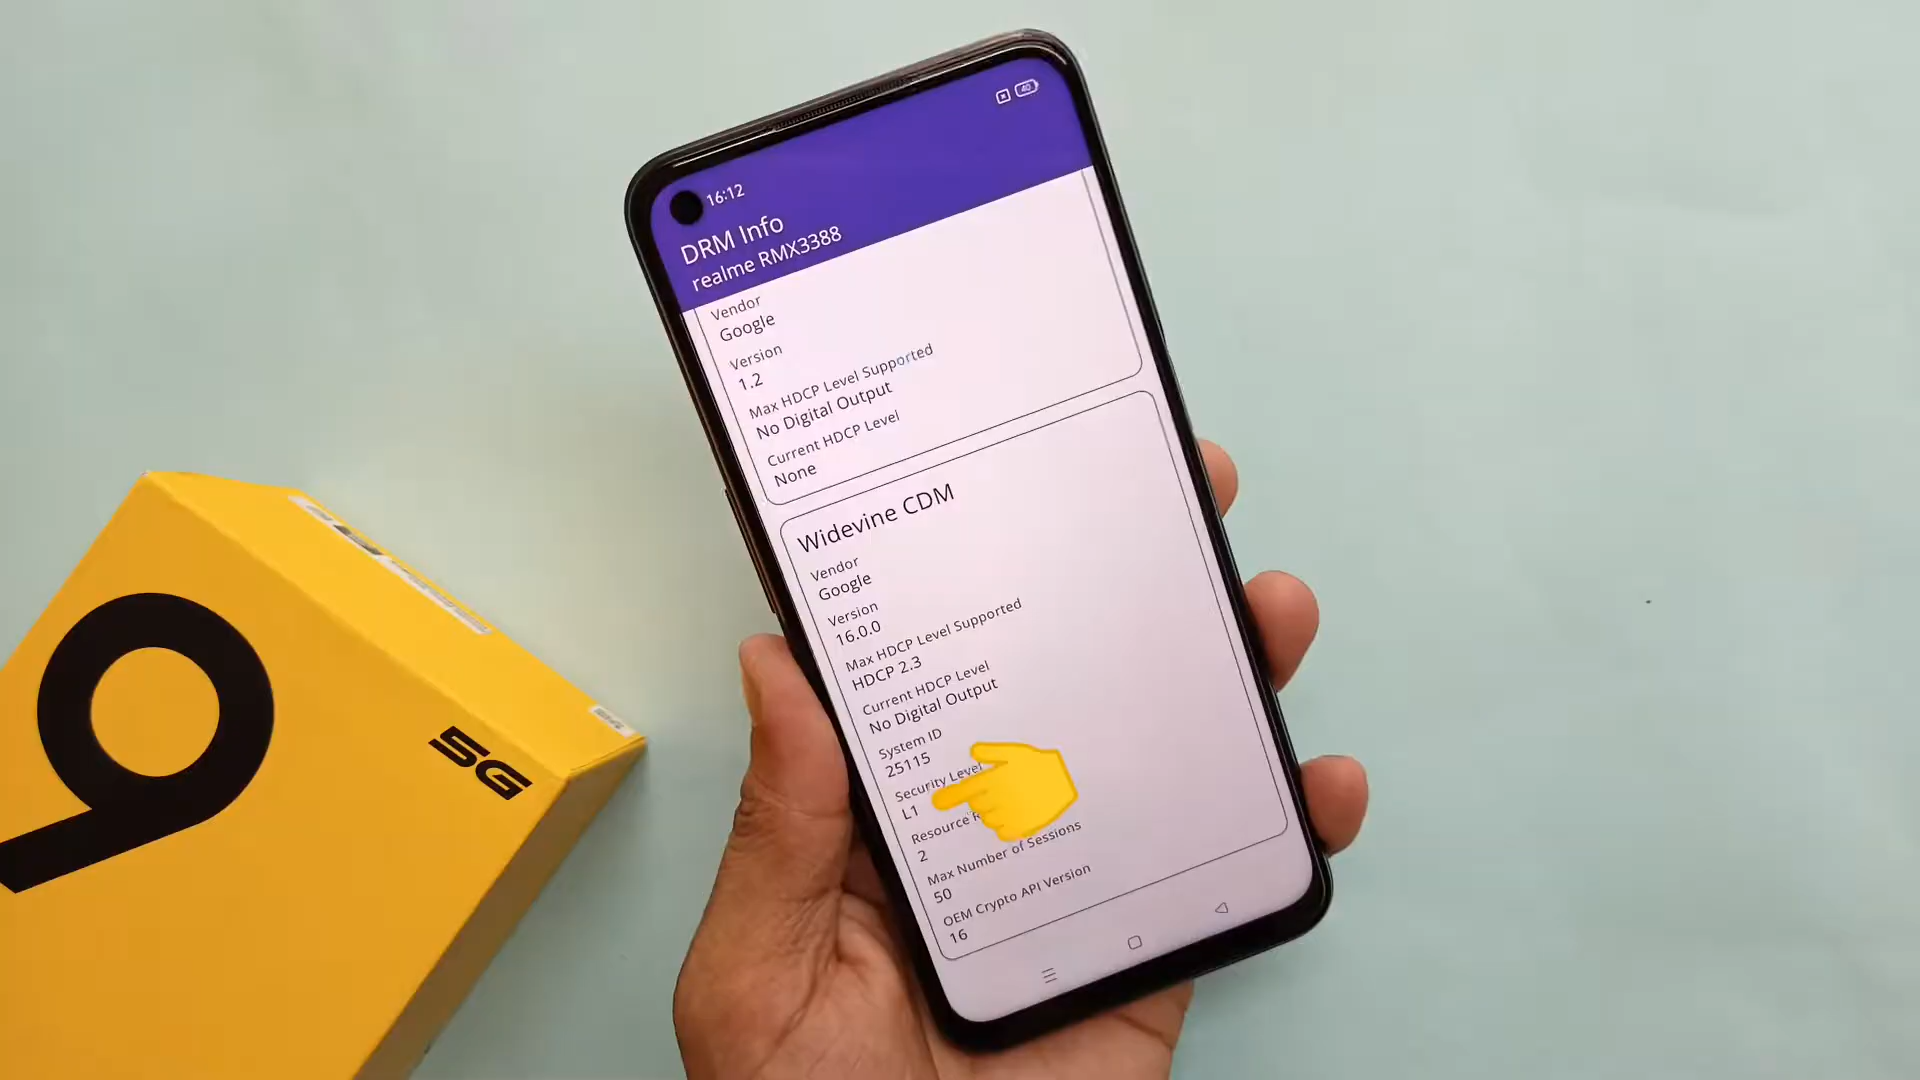 40
16:12
DRM Info
realme RMX3388
Vendor
Google
Version
1.2
Max HDCP Level Supported
No Digital Output
Current HDCP Level
None
Widevine CDM
Vendor
Google
Version
16.0.0
Max HDCP Level Supported
HDCP 2.3
Current HDCP Level
No Digital Output
System ID
25115
Security Level
L1
Resource
2
Max Number of Sessions
50
OEM Crypto API Version
16
9
5G